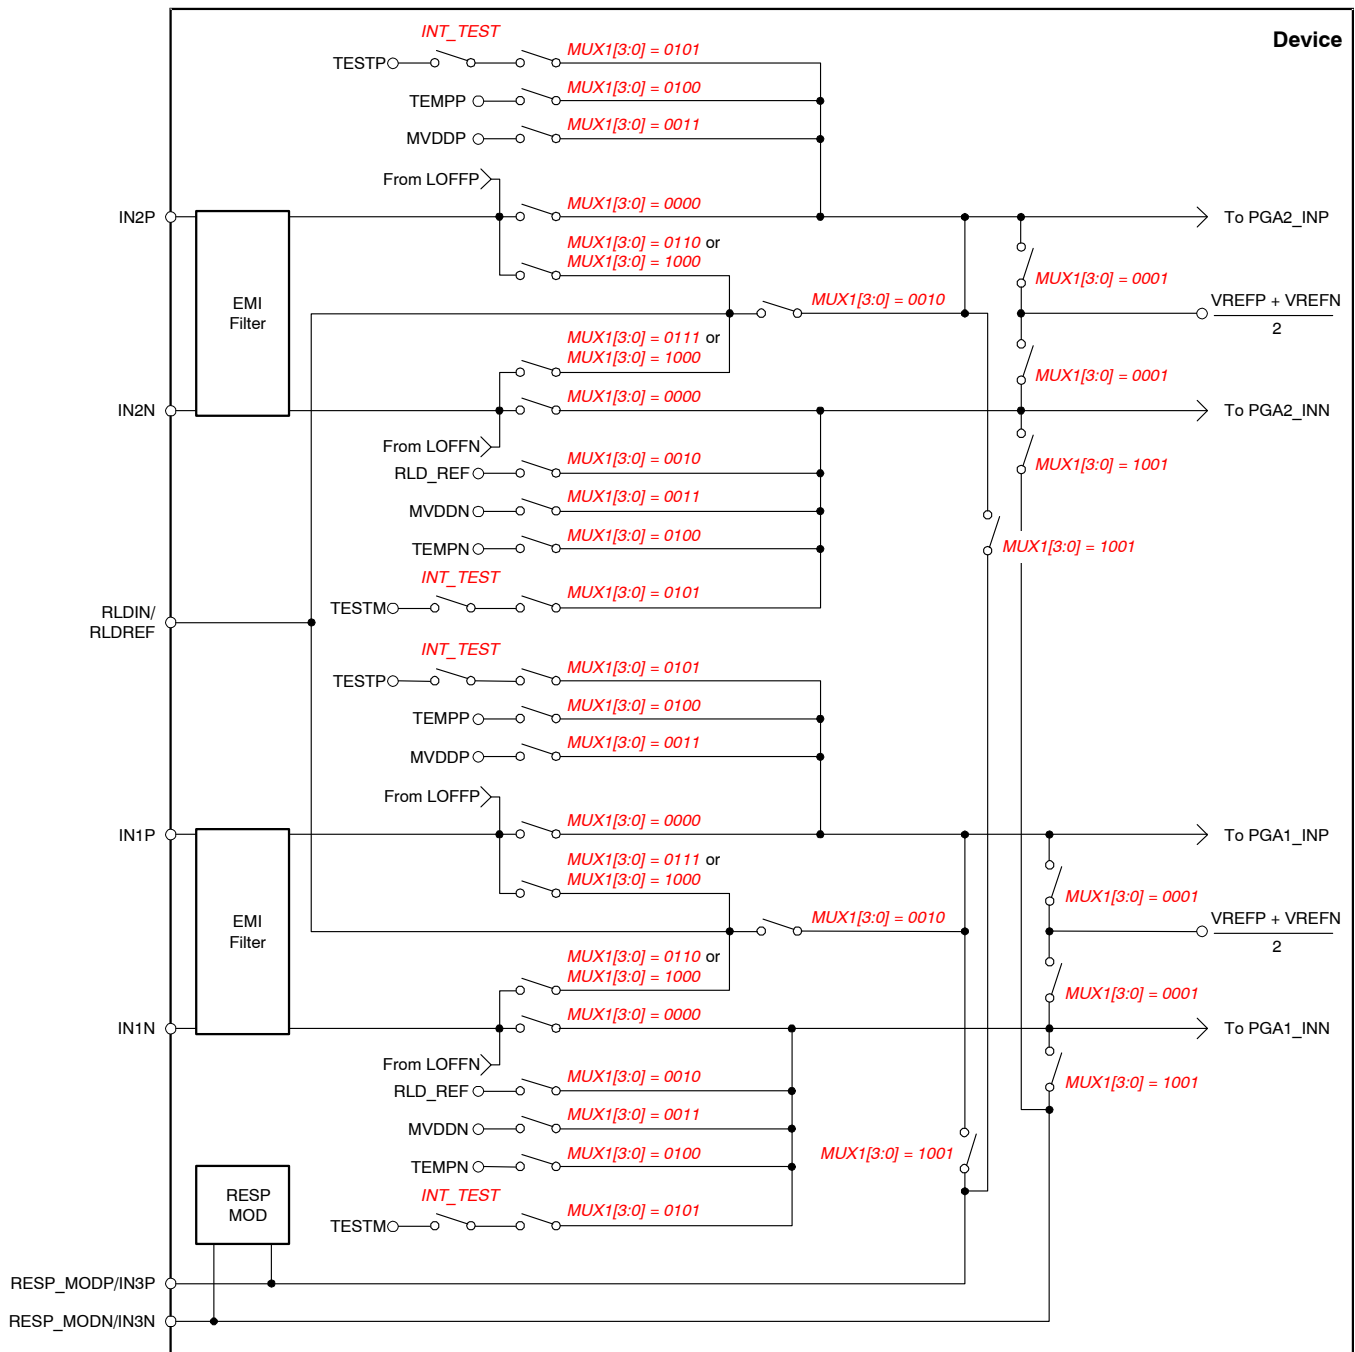 Device
INT_TEST
MUX1[3:0] = 0101
TESTP
MUX1[3:0] = 0100
TEMPP
MUX1[3:0] = 0011
MVDDP
From LOFFP
MUX1[3:0] = 0000
IN2P
To PGA2_INP
MUX1[3:0] = 0110 or
MUX1[3:0] = 1000
MUX1[3:0] = 0001
EMI
Filter
MUX1[3:0] = 0010
VREFP + VREFN
2
MUX1[3:0] = 0111 or
MUX1[3:0] = 1000
MUX1[3:0] = 0001
MUX1[3:0] = 0000
IN2N
To PGA2_INN
From LOFFN
MUX1[3:0] = 0010
RLD_REF
MUX1[3:0] = 1001
MUX1[3:0] = 0011
MVDDN
MUX1[3:0] = 0100
TEMPN
MUX1[3:0] = 1001
INT_TEST
MUX1[3:0] = 0101
TESTM
RLDIN/
RLDREF
INT_TEST
MUX1[3:0] = 0101
TESTP
MUX1[3:0] = 0100
TEMPP
MUX1[3:0] = 0011
MVDDP
From LOFFP
MUX1[3:0] = 0000
IN1P
To PGA1_INP
MUX1[3:0] = 0111 or
MUX1[3:0] = 1000
MUX1[3:0] = 0001
EMI
Filter
MUX1[3:0] = 0010
VREFP + VREFN
2
MUX1[3:0] = 0110 or
MUX1[3:0] = 1000
MUX1[3:0] = 0001
MUX1[3:0] = 0000
IN1N
To PGA1_INN
From LOFFN
MUX1[3:0] = 0010
RLD_REF
MUX1[3:0] = 1001
MUX1[3:0] = 0011
MVDDN
MUX1[3:0] = 0100
TEMPN
MUX1[3:0] = 1001
INT_TEST
MUX1[3:0] = 0101
TESTM
RESP
MOD
RESP_MODP/IN3P
RESP_MODN/IN3N